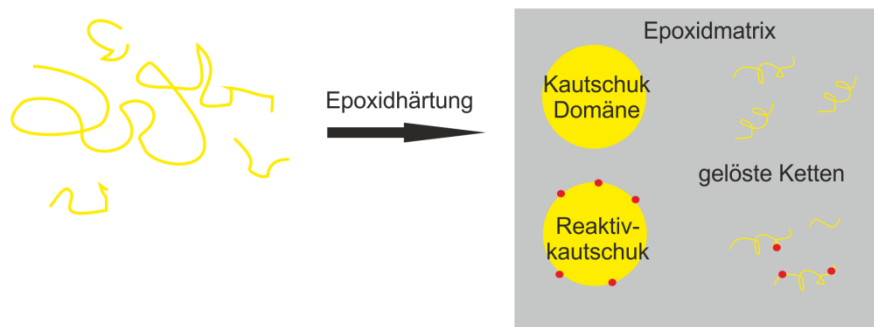 Epoxidhärtung
Epoxidmatrix
Kautschuk
Domäne
gelöste Ketten
Reaktiv-
kautschuk